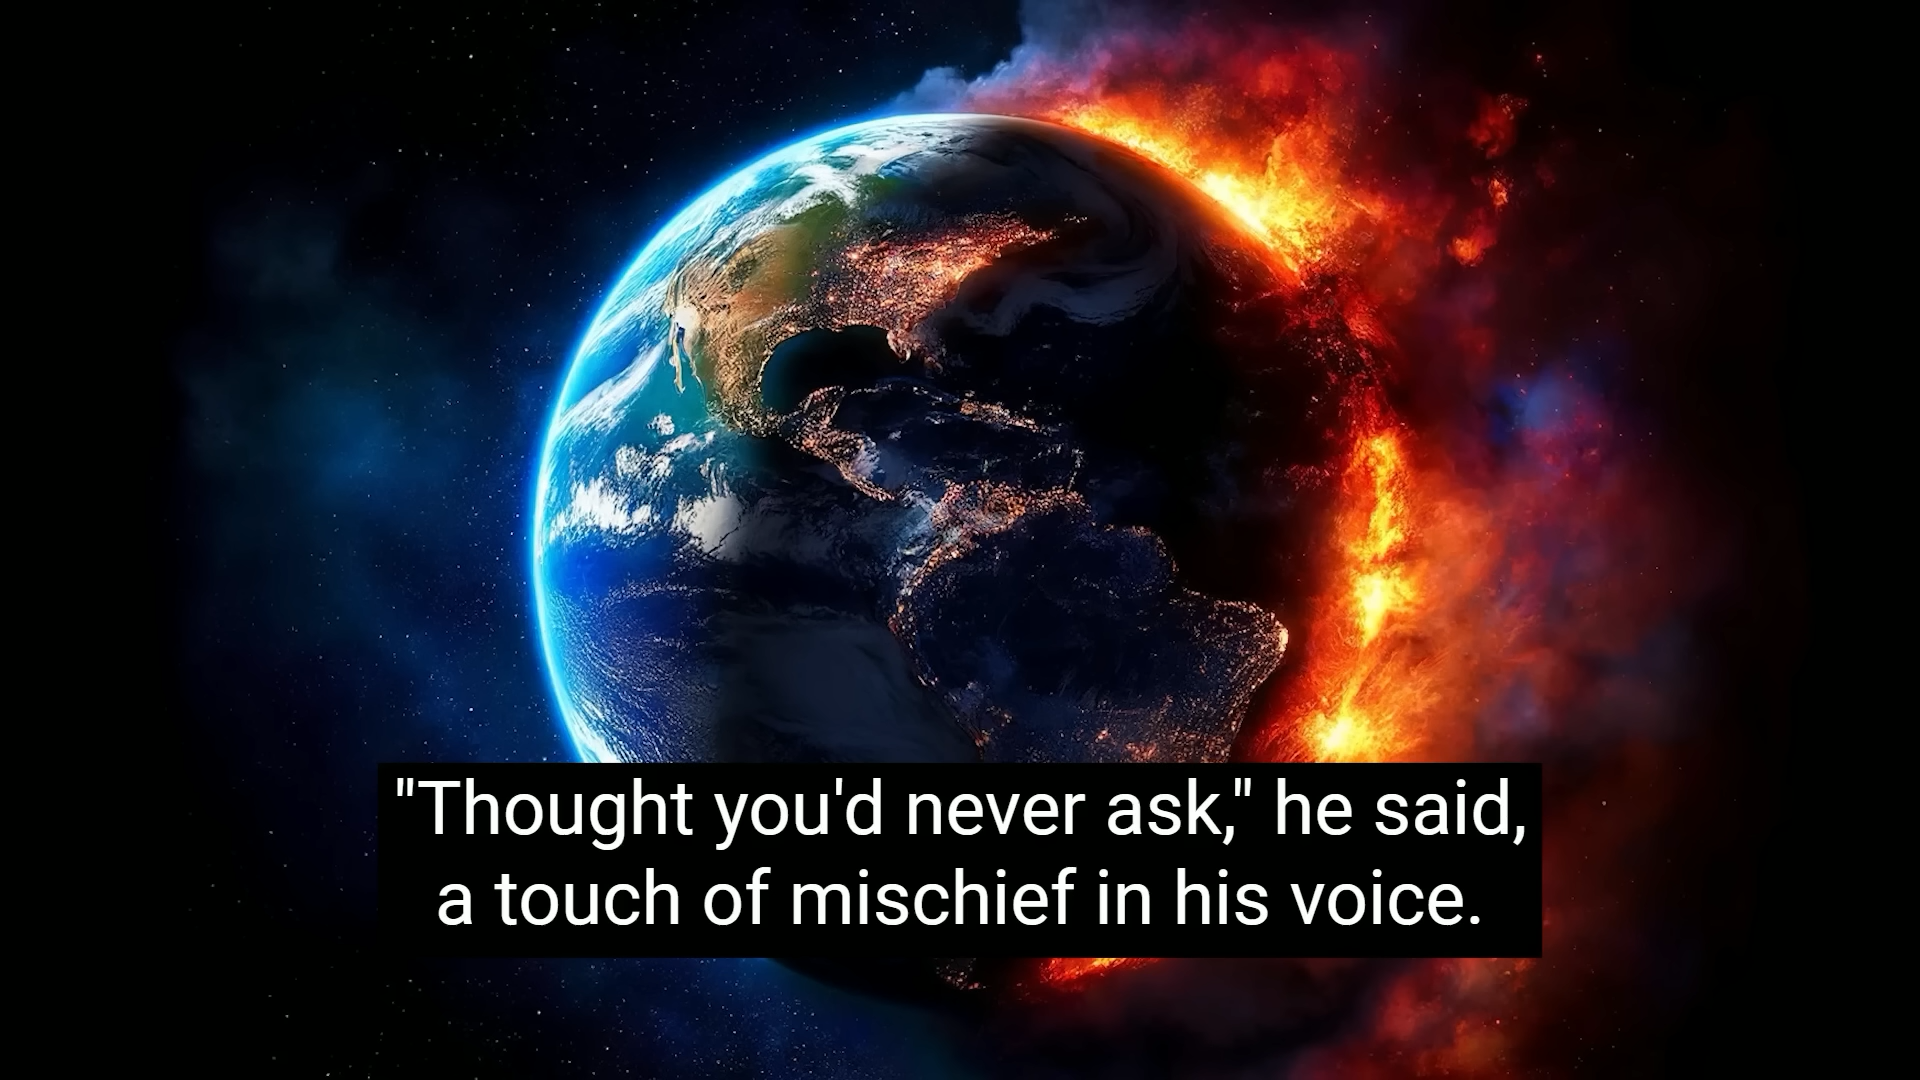 "Thought you'd never ask," he said,
a touch of mischief in his voice.